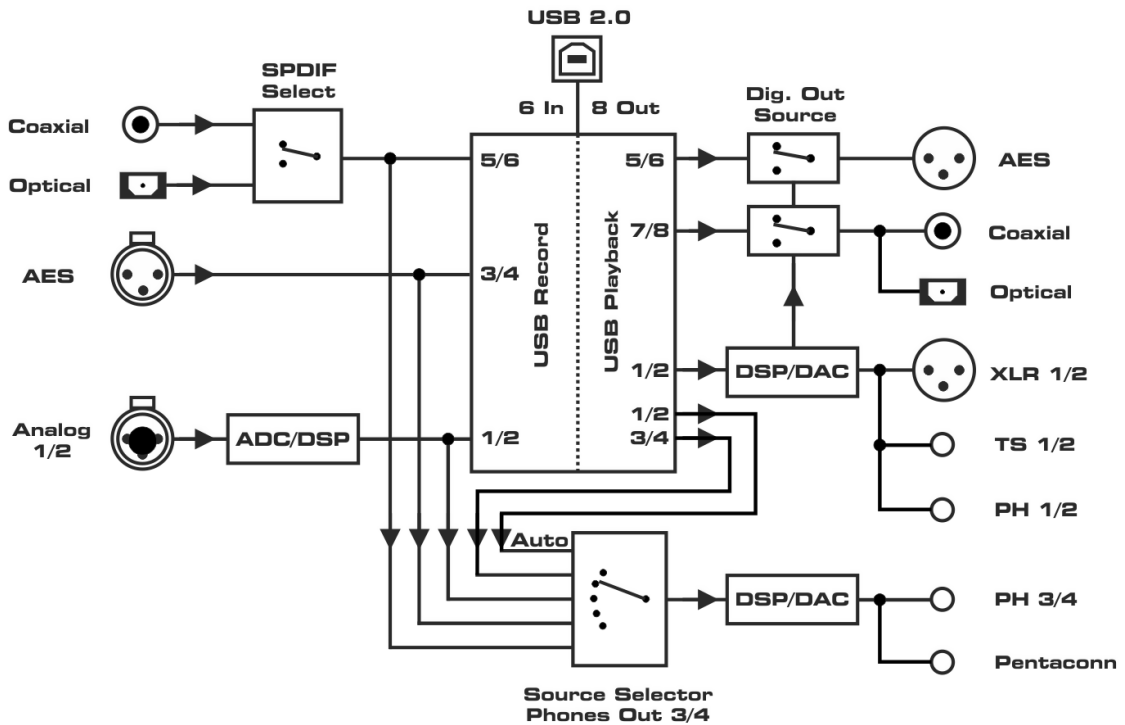 USB 2.0
6 In
8 Out
SPDIF
Select
Dig. Out
Source
Coaxial
Optical
AES
Analog
1/2
ADC/DSP
5/6
3/4
1/2
USB Record
USB Playback
5/6
7/8
1/2
1/2
3/4
DSP/DAC
AES
Coaxial
Optical
XLR 1/2
TS 1/2
PH 1/2
Auto
DSP/DAC
PH 3/4
Pentaconn
Source Selector
Phones Out 3/4